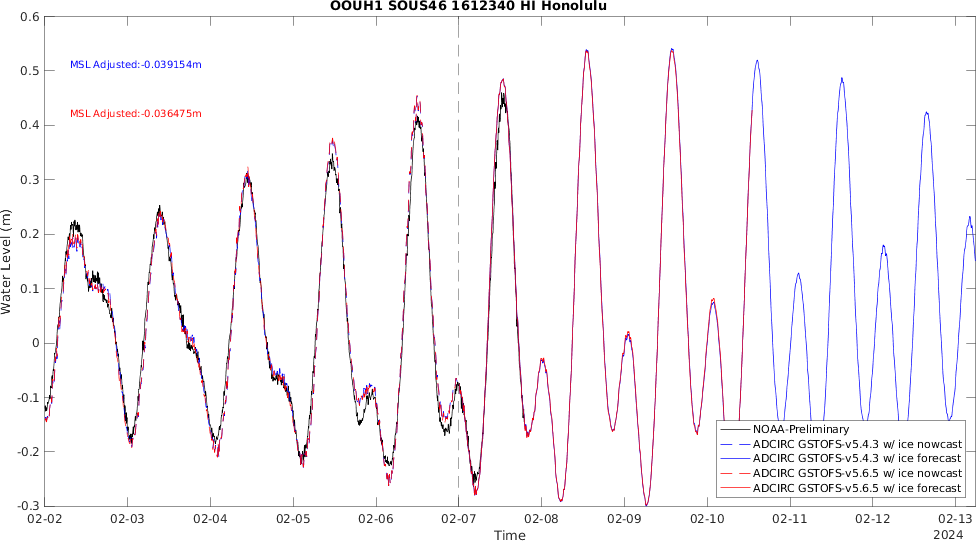 OOUH1 SOUS46 1612340 HI Honolulu
0.6
0.5
0.4
0.3
0.2
0.1
0
-0.1
-0.2
-0.3
Water Level (m)
MSL Adjusted:-0.039154m
MSL Adjusted:-0.036475m
NOAA-Preliminary
ADCIRC GSTOFS-v5.4.3 w/ ice nowcast
ADCIRC GSTOFS-v5.4.3 w/ ice forecast
ADCIRC GSTOFS-v5.6.5 w/ ice nowcast
ADCIRC GSTOFS-v5.6.5 w/ ice forecast
02-02 02-03 02-04 02-05 02-06 02-07 02-08 02-09 02-10 02-11 02-12 02-13
2024
Time